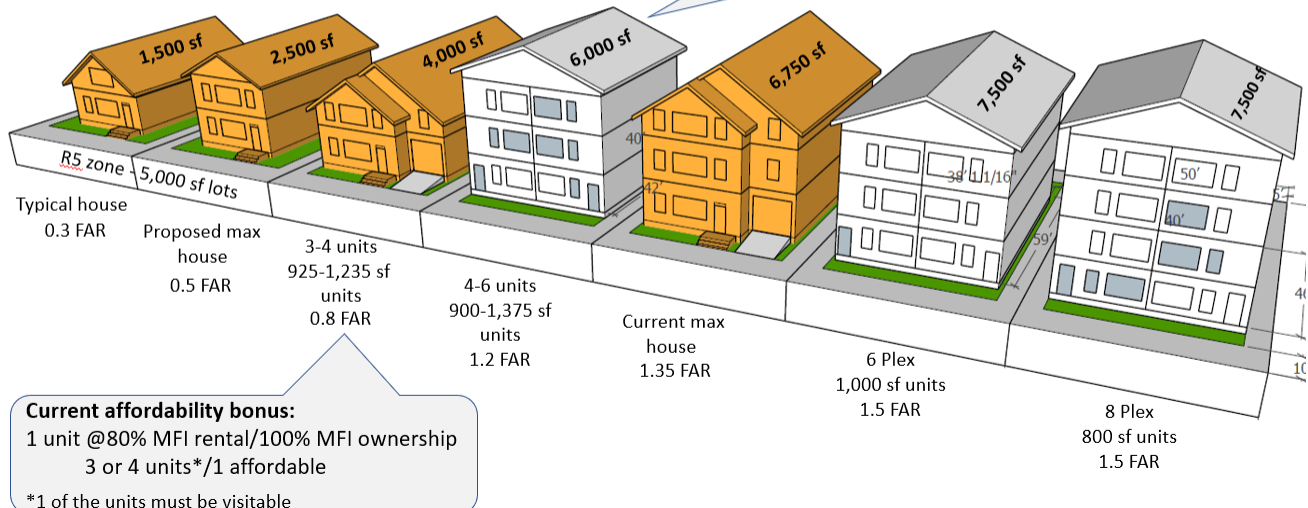 1,500 sf
2,500 sf
4,000 sf
6,000 sf
6,750 sf
7,500 sf
7,500 sf
40'
42'
38' 1 1/16"
59'
50'
40'
5'
10
R5 zone - 5,000 sf lots
Typical house
0.3 FAR
Proposed max
house
0.5 FAR
3-4 units
925-1,235 sf
units
0.8 FAR
4-6 units
900-1,375 sf
units
1.2 FAR
Current max
house
1.35 FAR
6 Plex
1,000 sf units
1.5 FAR
8 Plex
800 sf units
1.5 FAR
Current affordability bonus:
1 unit @80% MFI rental/100% MFI ownership
3 or 4 units*/1 affordable
*1 of the units must be visitable